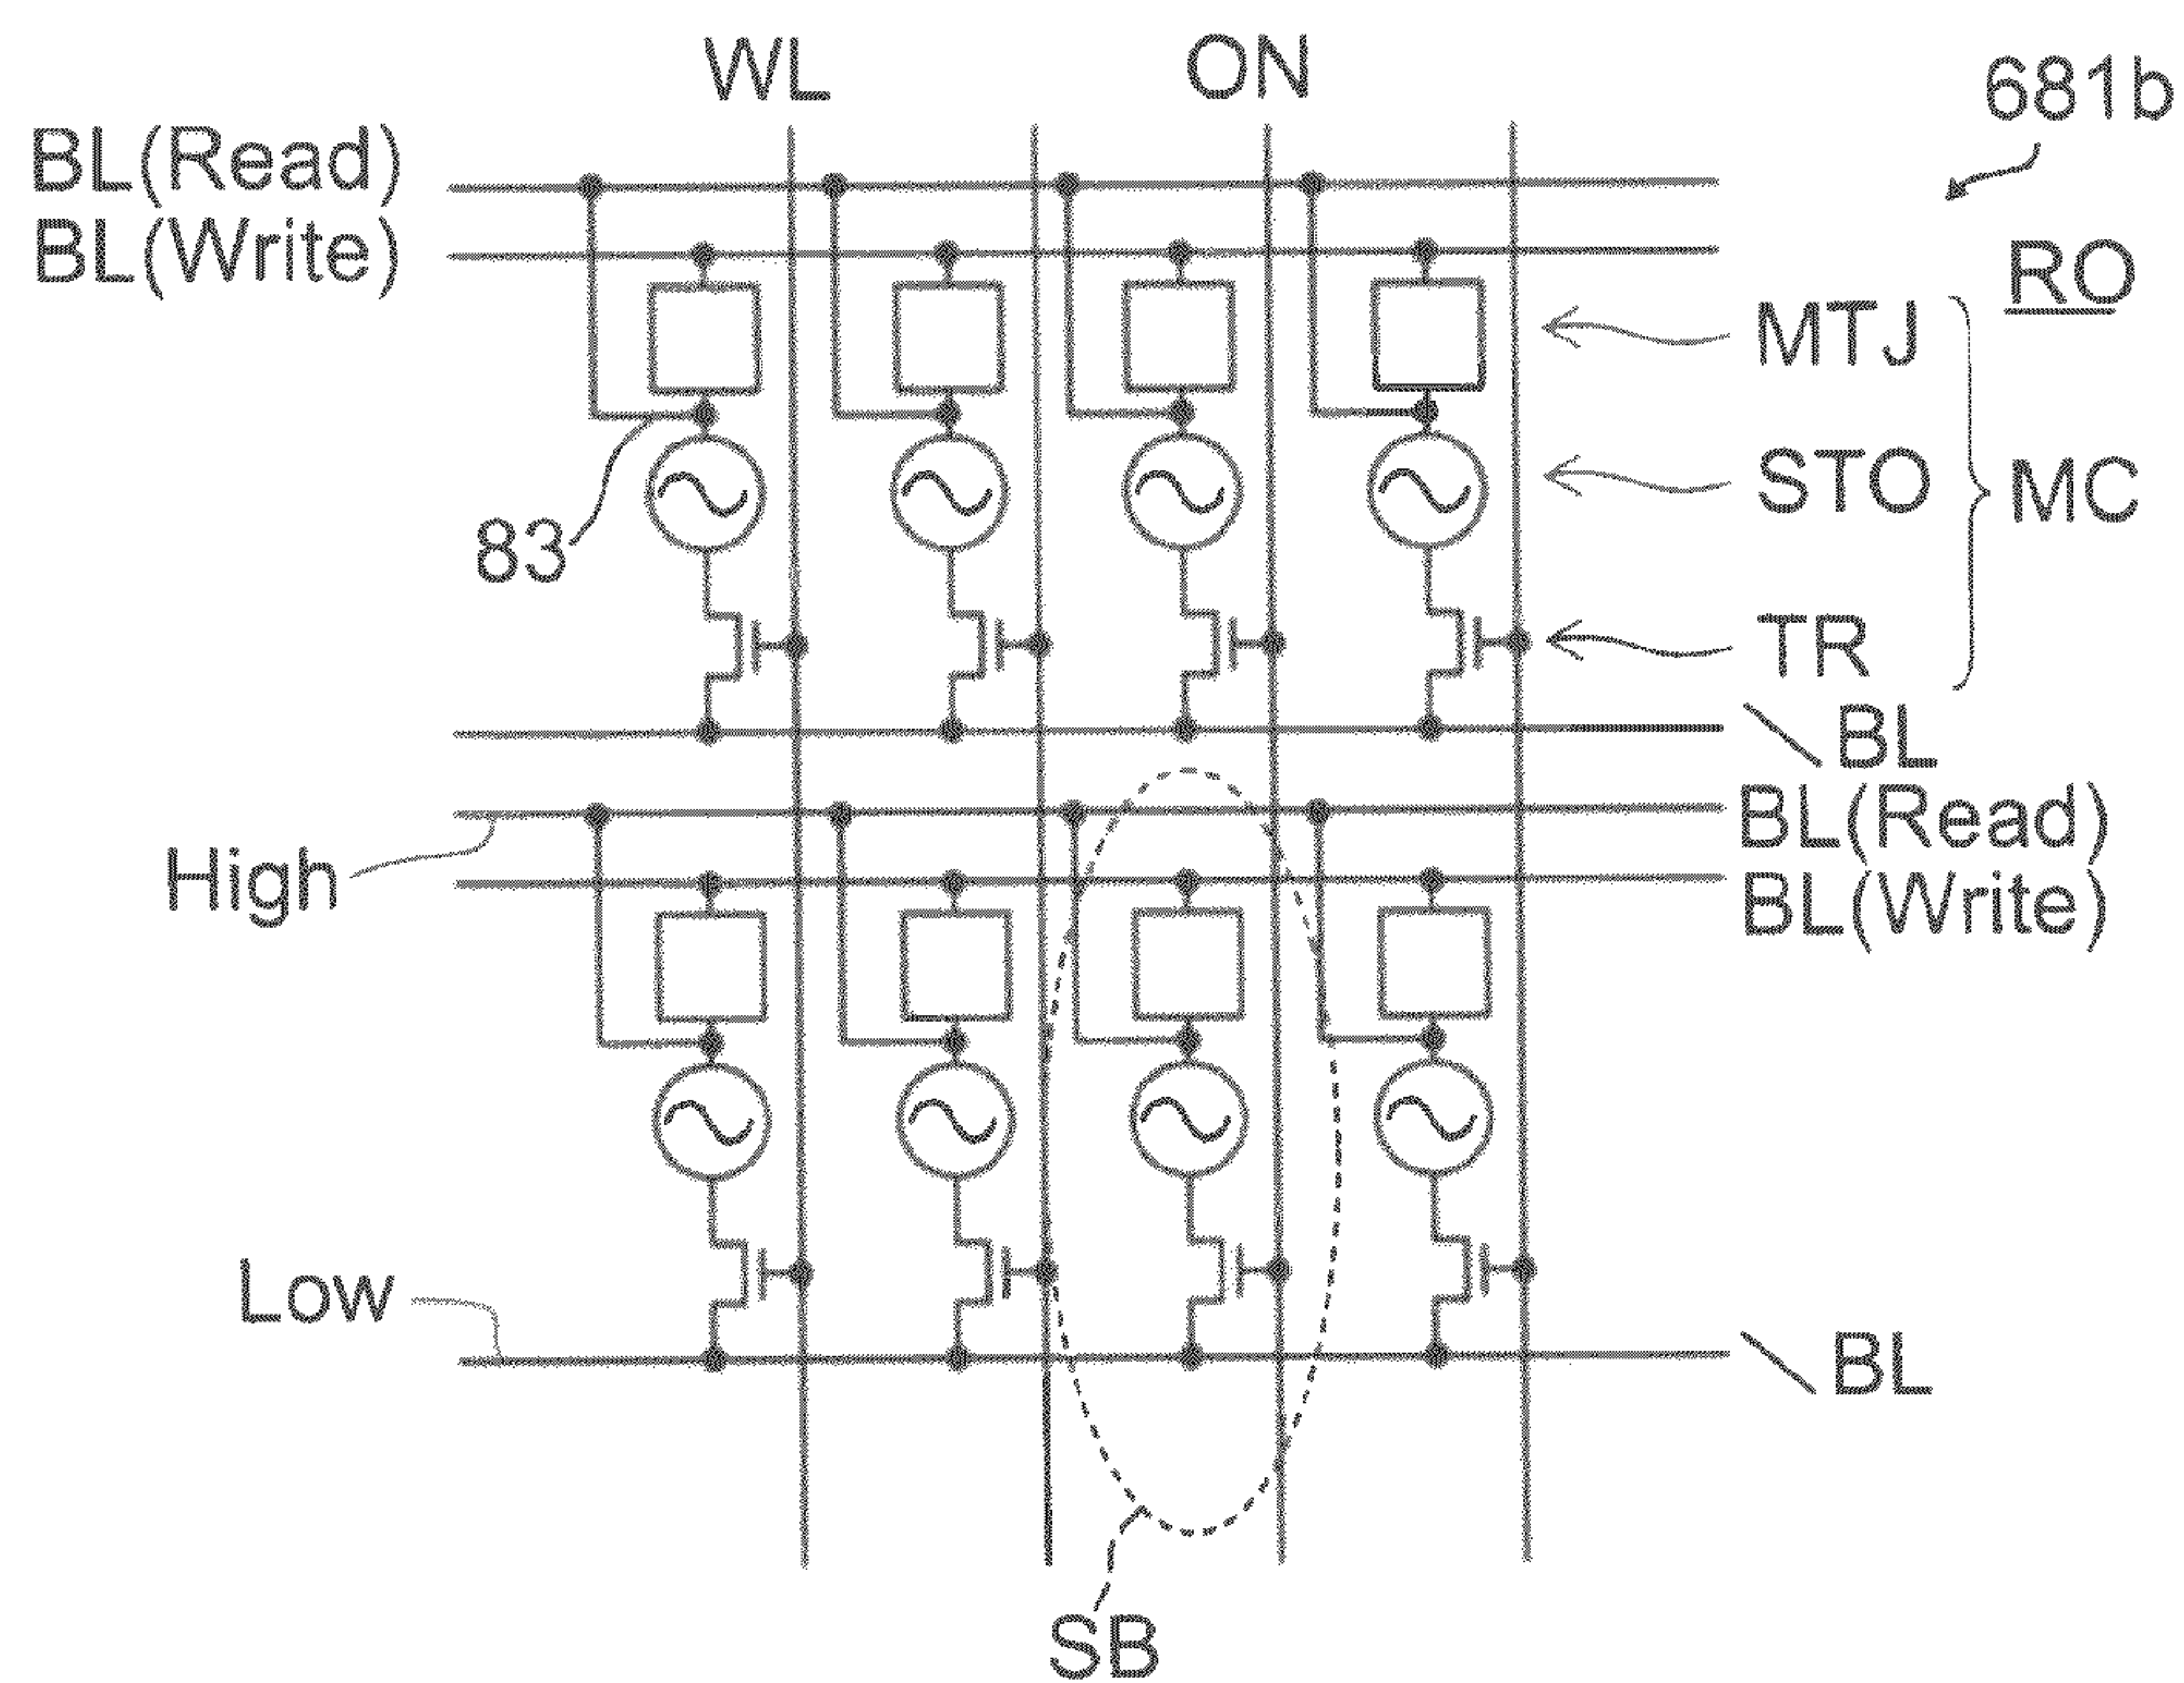 WL ON
681b
BL(Read)
BL(Write)
RO
MTJ
STO
MC
83
TR
\BL
BL(Read)
High
BL(Write)
Low
\BL
SB